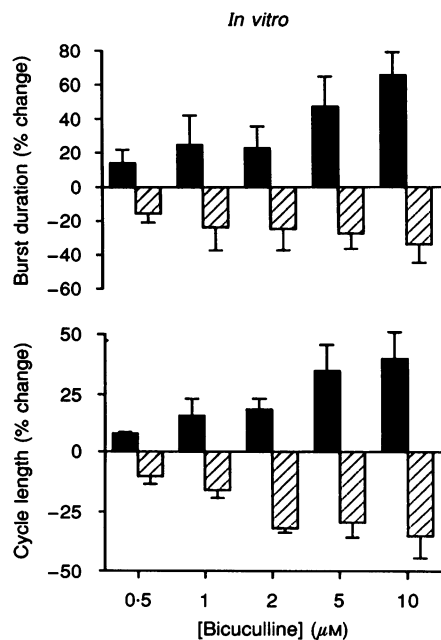 In vitro
Burst duration (% change)
80
60
40
20
0
−20
−40
−60
Cycle length (% change)
50
25
0
−25
−50
0·5 1 2 5 10
[Bicuculline] (μM)